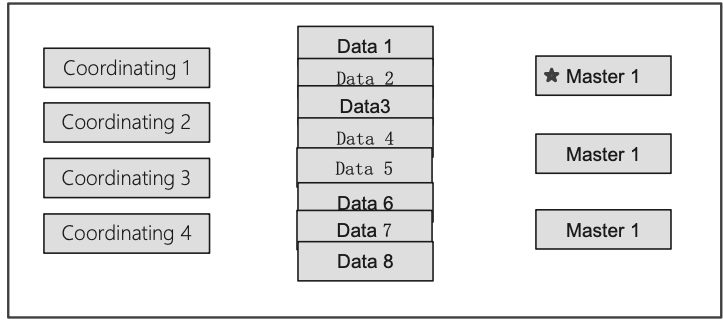 Coordinating 1
Coordinating 2
Coordinating 3
Coordinating 4
Data 1
Data 2
Data3
Data 4
Data 5
Data 6
Data 7
Data 8
★ Master 1
Master 1
Master 1